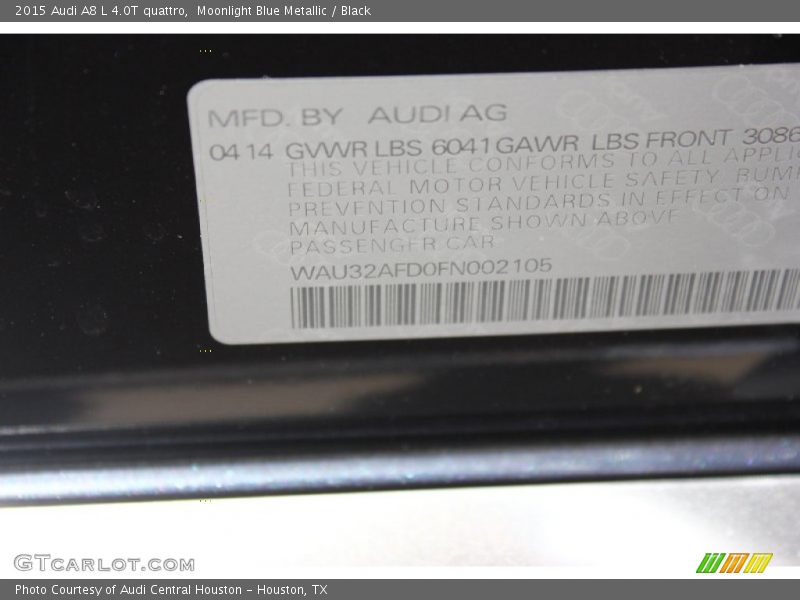 2015 Audi A8 L 4.0T quattro,  Moonlight Blue Metallic / Black
MFD. BY AUDI AG
04 14 GVWR LBS 6041 GAWR LBS FRONT 3086
THIS VEHICLE CONFORMS TO ALL APPLIC
FEDERAL MOTOR VEHICLE SAFETY, BUMP
PREVENTION STANDARDS IN EFFECT ON
MANUFACTURE SHOWN ABOVE
PASSENGER CAR
WAU32AFD0FN002105
GTCARLOT.COM
Photo Courtesy of Audi Central Houston - Houston, TX